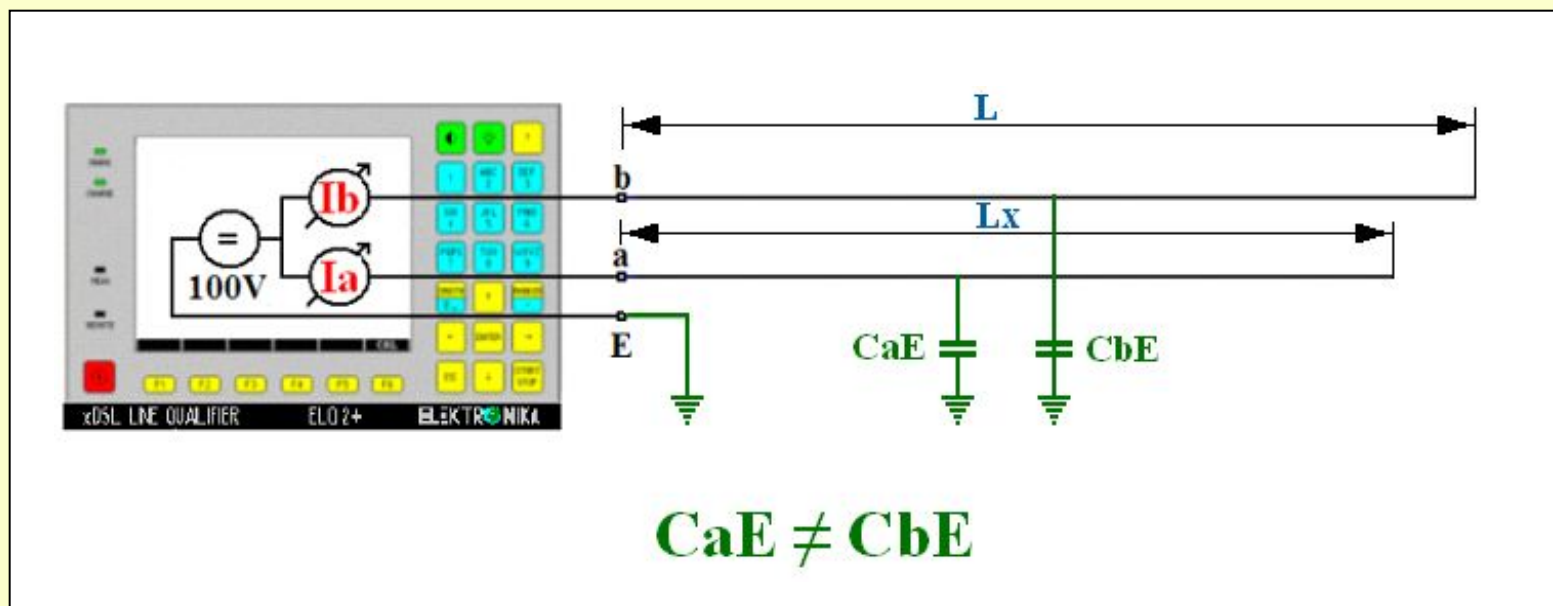 L
b
Ib
Lx
=
a
100V
Ia
E
CaE
CbE
ENTER
F1 F2 F3 F4 F5 F6
xDSL LINE QUALIFIER ELQ 2+ ELEKTRONIKA
CaE ≠ CbE